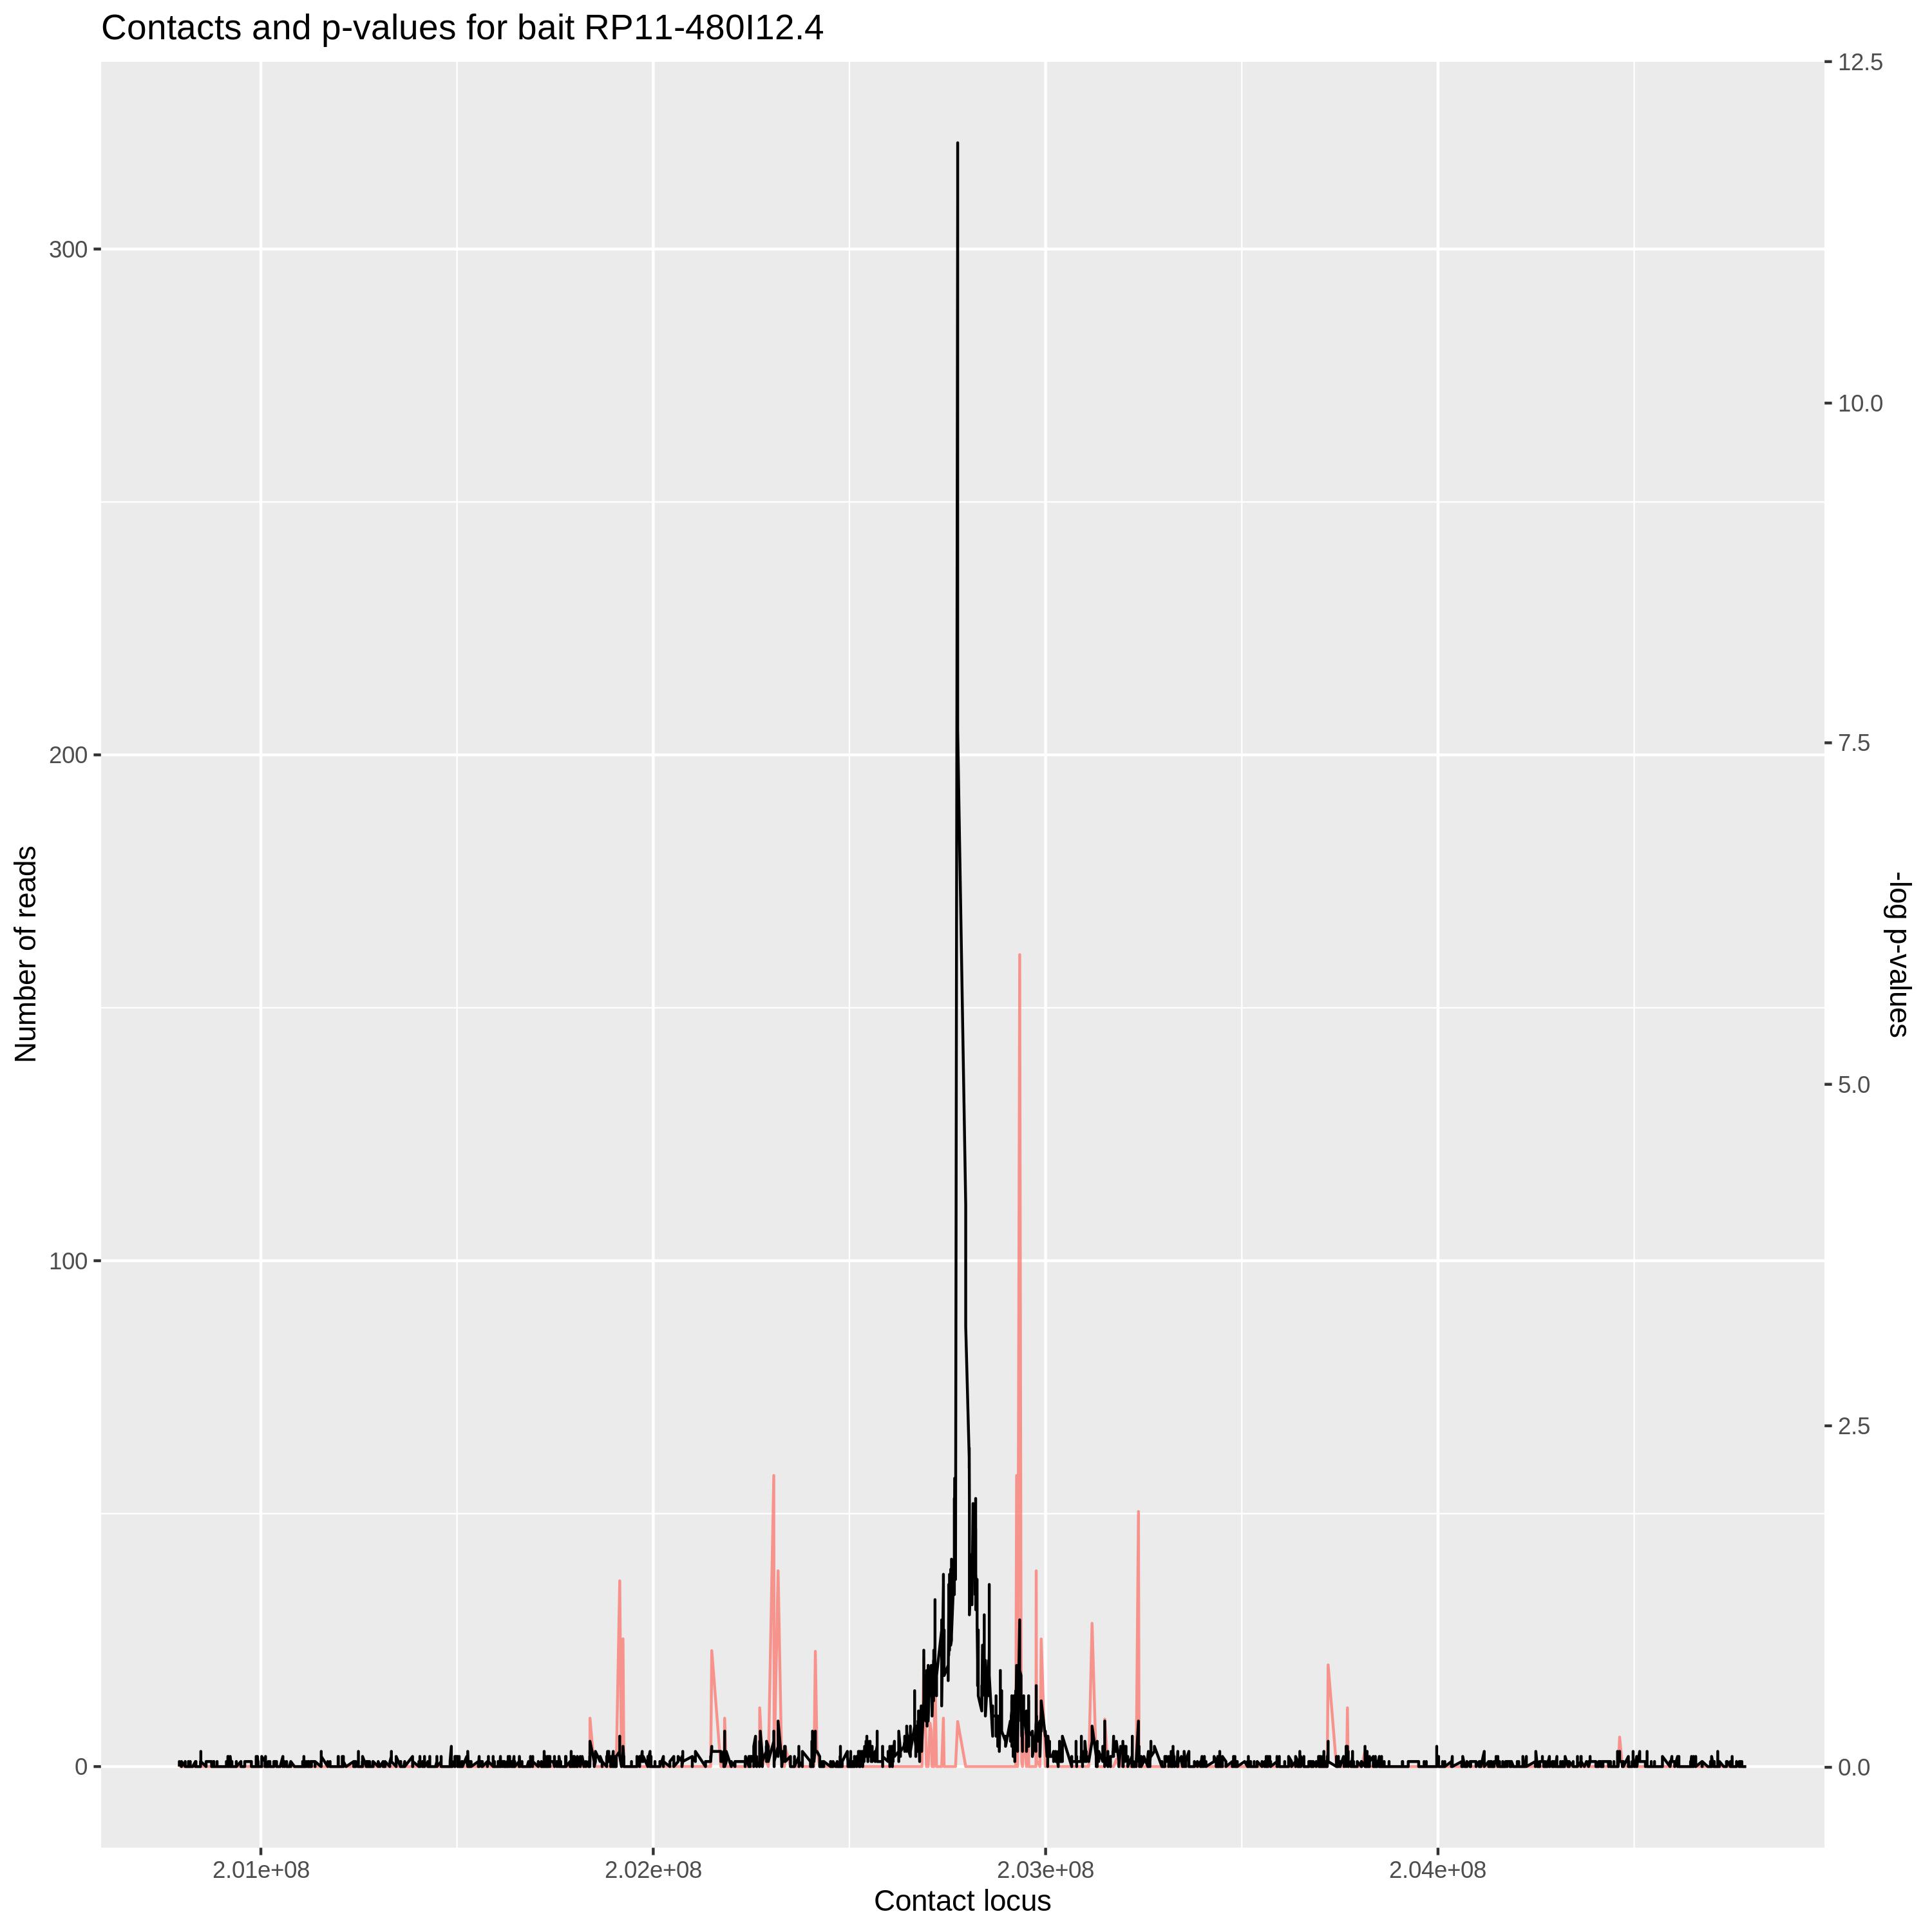 Contacts and p-values for bait RP11-480I12.4
12.5
300
10.0
200
7.5
Number of reads
-log p-values
5.0
100
2.5
0
0.0
2.01e+08
2.02e+08
2.03e+08
2.04e+08
Contact locus